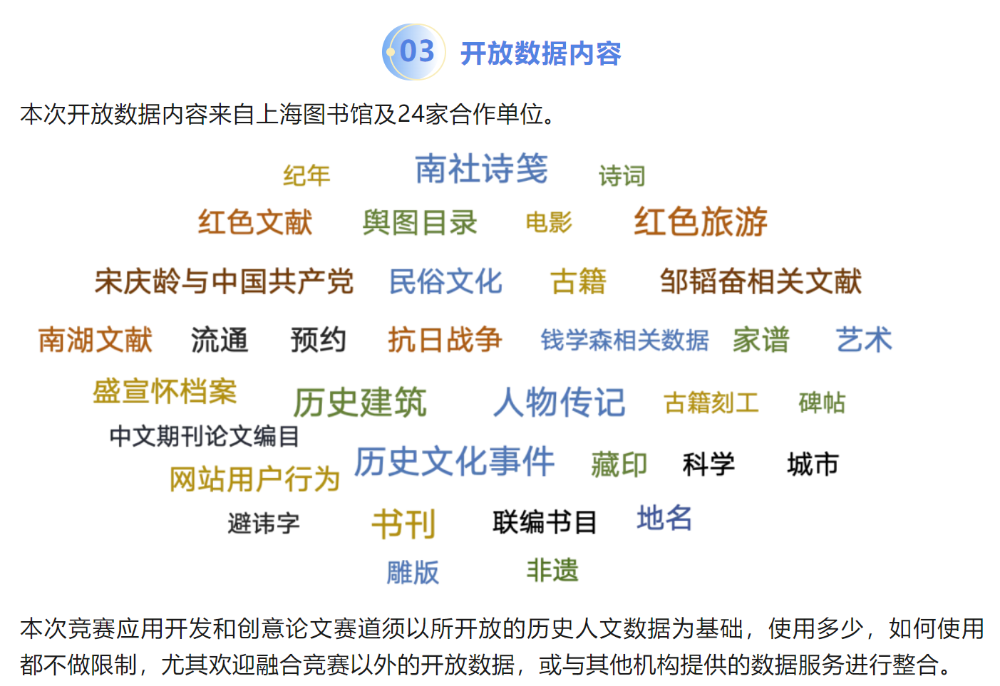 03 开放数据内容
本次开放数据内容来自上海图书馆及24家合作单位。
纪年 南社诗笺 诗词
红色文献 舆图目录 电影 红色旅游
宋庆龄与中国共产党 民俗文化 古籍 邹韬奋相关文献
南湖文献 流通 预约 抗日战争 钱学森相关数据 家谱 艺术
盛宣怀档案 历史建筑 人物传记 古籍刻工 碑帖
中文期刊论文编目
历史文化事件 藏印 科学 城市
网站用户行为
避讳字 书刊 联编书目 地名
雕版 非遗
本次竞赛应用开发和创意论文赛道须以所开放的历史人文数据为基础，使用多少，如何使用
都不做限制，尤其欢迎融合竞赛以外的开放数据，或与其他机构提供的数据服务进行整合。